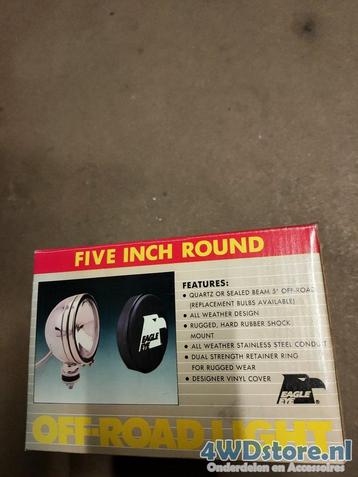 FIVE INCH ROUND
FEATURES:
• QUARTZ OR SEALED BEAM 5" OFF-ROAD
(REPLACEMENT BULBS AVAILABLE)
• ALL WEATHER DESIGN
• RUGGED, HARD RUBBER SHOCK
MOUNT
• ALL WEATHER STAINLESS STEEL CONDUIT
• DUAL STRENGTH RETAINER RING
FOR RUGGED WEAR
• DESIGNER VINYL COVER
EAGLE
EYE
EAGLE
EYE
®
OFF-ROAD LIGHT
4WDstore.nl
Onderdelen en Accessoires